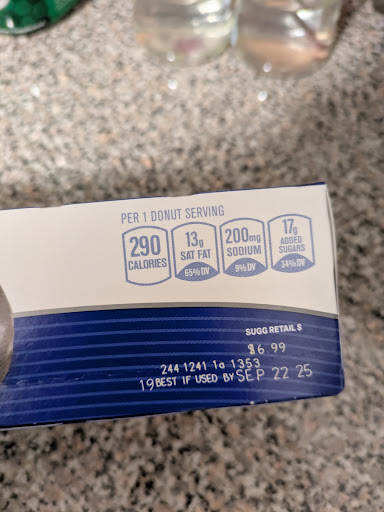 PER 1 DONUT SERVING
290
CALORIES
13g
SAT FAT
65% DV
200mg
SODIUM
9% DV
17g
ADDED
SUGARS
34% DV
SUGG RETAIL $
$6.99
244 1241 1a 1353
19 BEST IF USED BY SEP 22 25